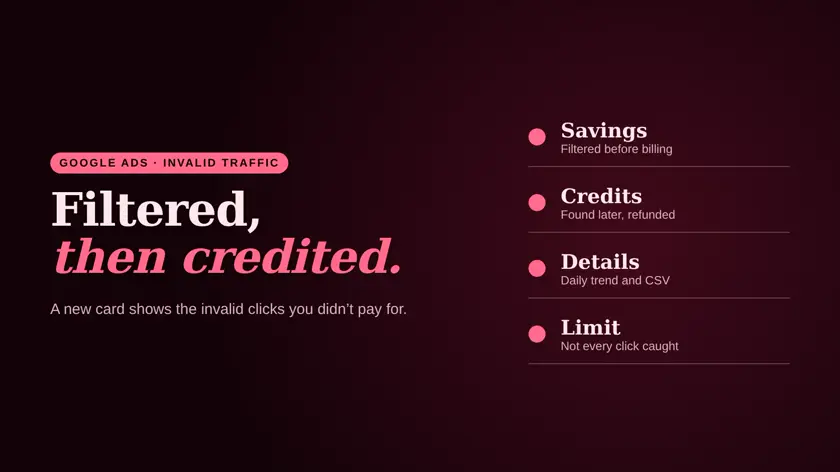 GOOGLE ADS · INVALID TRAFFIC
Filtered,
then credited.
A new card shows the invalid clicks you didn’t pay for.
Savings
Filtered before billing
Credits
Found later, refunded
Details
Daily trend and CSV
Limit
Not every click caught